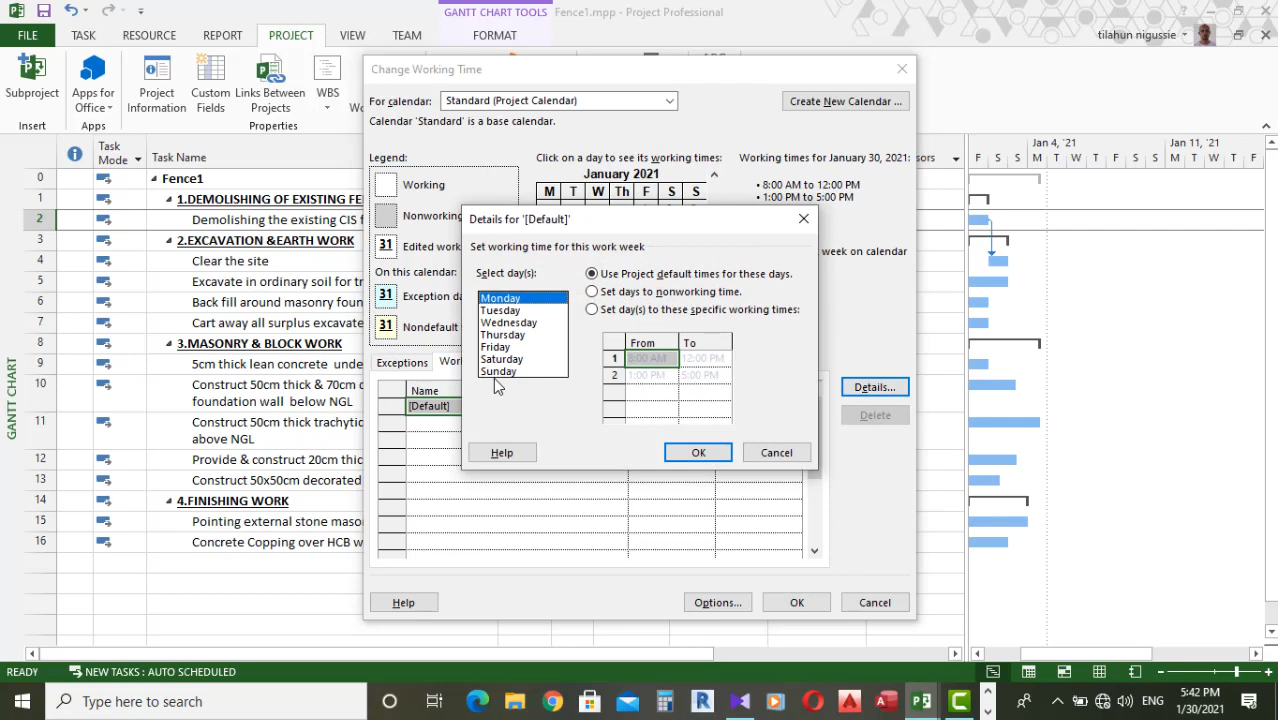 GANTT CHART TOOLS
Fence1.mpp - Project Professional
FILE
TASK
RESOURCE
REPORT
PROJECT
VIEW
TEAM
FORMAT
tilahun nigussie
Subproject
Apps for
Office
Project
Information
Custom
Fields
Links Between
Projects
WBS
Insert
Apps
Properties
Change Working Time
For calendar:
Standard (Project Calendar)
Create New Calendar ...
Calendar 'Standard' is a base calendar.
Legend:
Click on a day to see its working times:
Working times for January 30, 2021:
Working
January 2021
M T W Th F S S
• 8:00 AM to 12:00 PM
• 1:00 PM to 5:00 PM
Nonworking
31
Edited work
week on calendar
On this calendar:
31
Exception da
31
Nondefault
Exceptions
Wor
Name
[Default]
Details...
Delete
Help
Options...
OK
Cancel
Details for '[Default]'
Set working time for this work week
Select day(s):
Monday
Tuesday
Wednesday
Thursday
Friday
Saturday
Sunday
Use Project default times for these days.
Set days to nonworking time.
Set day(s) to these specific working times:
From To
1 8:00 AM 12:00 PM
2 1:00 PM 5:00 PM
Help
OK
Cancel
Task
Mode
Task Name
sors
Jan 4, '21
Jan 11, '21
F S S M T W T F S S M T W T F
0 Fence1
1 1.DEMOLISHING OF EXISTING FE
2 Demolishing the existing CIS f
3 2.EXCAVATION &EARTH WORK
4 Clear the site
5 Excavate in ordinary soil for t
6 Back fill around masonry foun
7 Cart away all surplus excavate
8 3.MASONRY & BLOCK WORK
9 5cm thick lean concrete under
10 Construct 50cm thick & 70cm
foundation wall below NGL
11 Construct 50cm thick trachytic
above NGL
12 Provide & construct 20cm thic
13 Construct 50x50cm decorated
14 4.FINISHING WORK
15 Pointing external stone maso
16 Concrete Copping over HCB w
GANTT CHART
READY
NEW TASKS : AUTO SCHEDULED
Type here to search
ENG
5:42 PM
1/30/2021